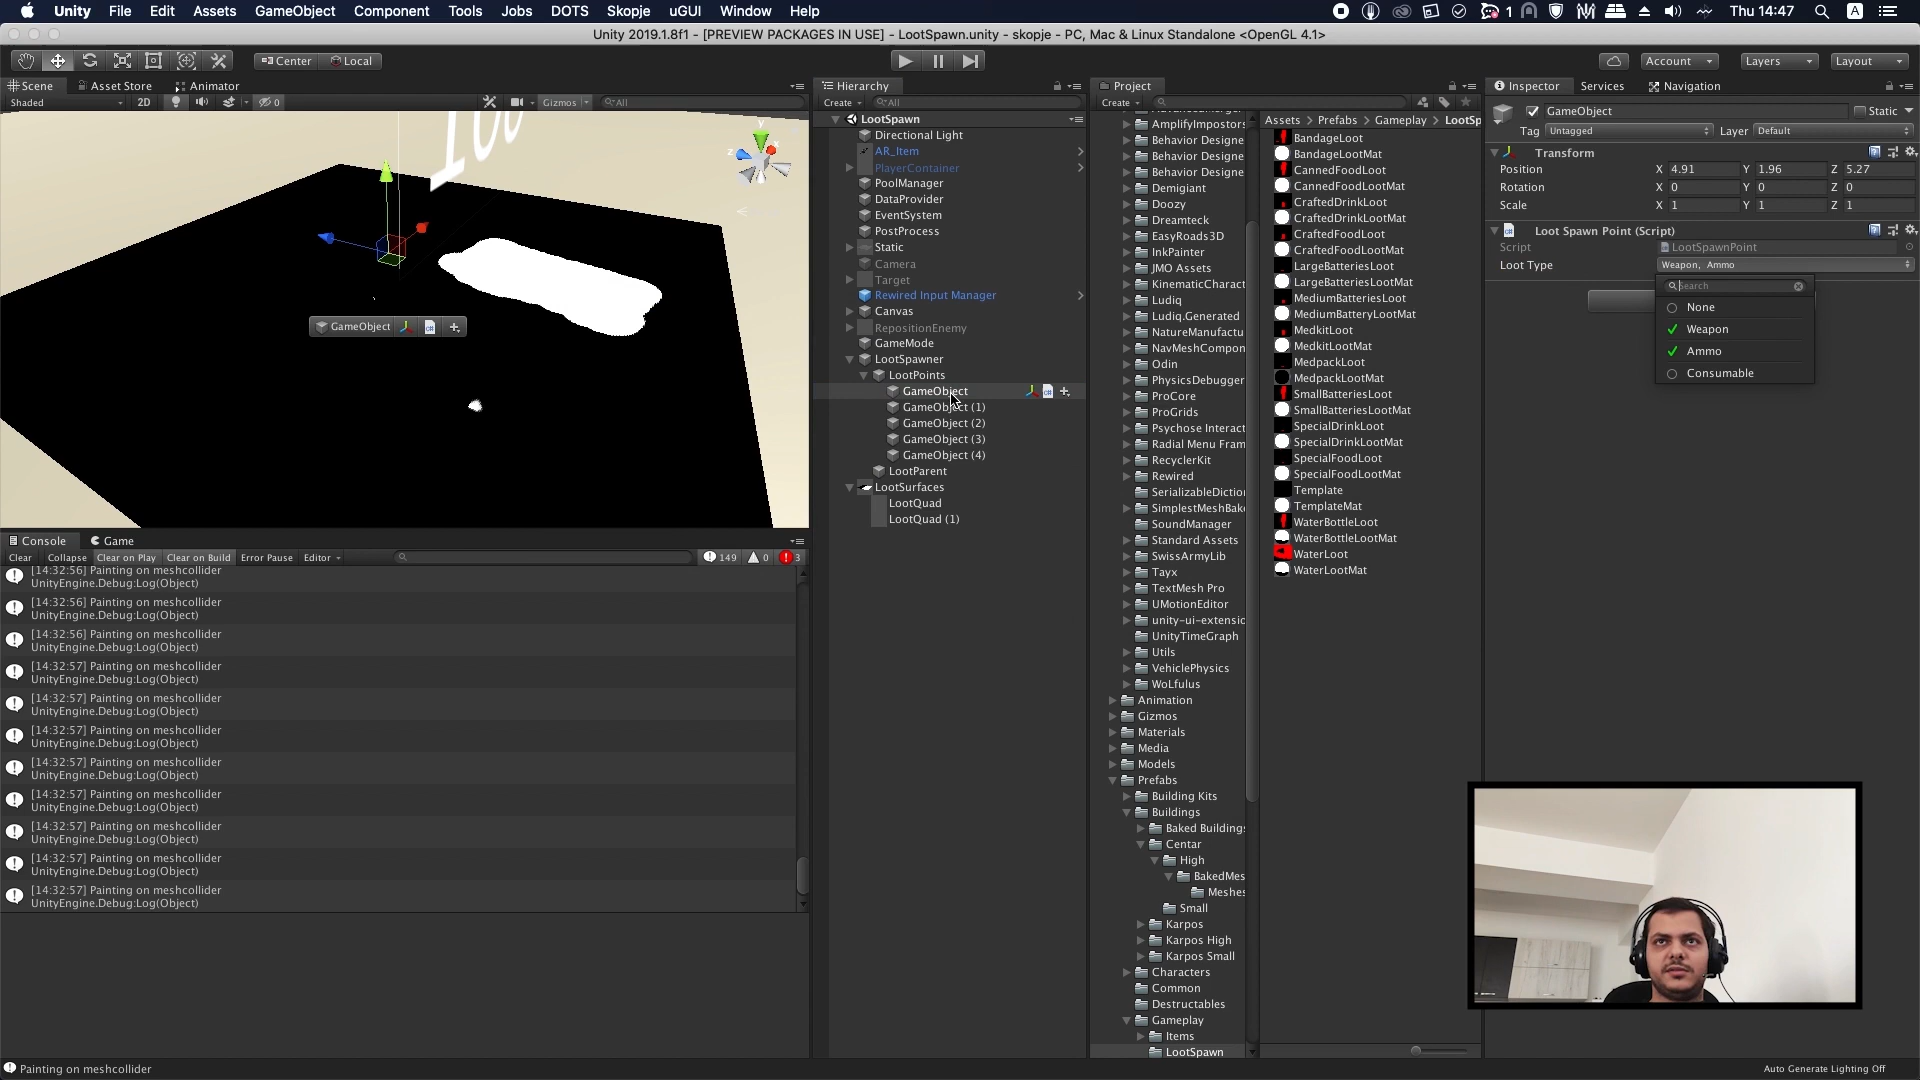 Unity File Edit Assets GameObject Component Tools Jobs DOTS Skopje uGUI Window Help
1 Thu 14:47 A
Unity 2019.1.8f1 - [PREVIEW PACKAGES IN USE] - LootSpawn.unity - skopje - PC, Mac & Linux Standalone <OpenGL 4.1>
Center Local
Account Layers Layout
Scene Asset Store Animator
Shaded 2D 0 Gizmos All
100
y
x
z
GameObject
Hierarchy
Create All
LootSpawn
Directional Light
AR_Item
PlayerContainer
PoolManager
DataProvider
EventSystem
PostProcess
Static
Camera
Target
Rewired Input Manager
Canvas
RepositionEnemy
GameMode
LootSpawner
LootPoints
GameObject
GameObject (1)
GameObject (2)
GameObject (3)
GameObject (4)
LootParent
LootSurfaces
LootQuad
LootQuad (1)
Project
Create
AmplifyImpostors
Behavior Designe
Behavior Designe
Behavior Designe
Demigiant
Doozy
Dreamteck
EasyRoads3D
InkPainter
JMO Assets
KinematicCharact
Ludiq
Ludiq.Generated
NatureManufactu
NavMeshCompon
Odin
PhysicsDebugger
ProCore
ProGrids
Psychose Interact
Radial Menu Fram
RecyclerKit
Rewired
SerializableDictio
SimplestMeshBak
SoundManager
Standard Assets
SwissArmyLib
Tayx
TextMesh Pro
UMotionEditor
unity-ui-extensio
UnityTimeGraph
Utils
VehiclePhysics
WoLfulus
Animation
Gizmos
Materials
Media
Models
Prefabs
Building Kits
Buildings
Baked Buildings
Centar
High
BakedMes
Meshes
Small
Karpos
Karpos High
Karpos Small
Characters
Common
Destructables
Gameplay
Items
LootSpawn
Assets Prefabs Gameplay LootSp
BandageLoot
BandageLootMat
CannedFoodLoot
CannedFoodLootMat
CraftedDrinkLoot
CraftedDrinkLootMat
CraftedFoodLoot
CraftedFoodLootMat
LargeBatteriesLoot
LargeBatteriesLootMat
MediumBatteriesLoot
MediumBatteryLootMat
MedkitLoot
MedkitLootMat
MedpackLoot
MedpackLootMat
SmallBatteriesLoot
SmallBatteriesLootMat
SpecialDrinkLoot
SpecialDrinkLootMat
SpecialFoodLoot
SpecialFoodLootMat
Template
TemplateMat
WaterBottleLoot
WaterBottleLootMat
WaterLoot
WaterLootMat
Inspector Services Navigation
GameObject Static
Tag Untagged Layer Default
Transform
Position X 4.91 Y 1.96 Z 5.27
Rotation X 0 Y 0 Z 0
Scale X 1 Y 1 Z 1
Loot Spawn Point (Script)
Script LootSpawnPoint
Loot Type Weapon, Ammo
Search
None
Weapon
Ammo
Consumable
Console Game
Clear Collapse Clear on Play Clear on Build Error Pause Editor 149 0 3
[14:32:56] Painting on meshcollider
UnityEngine.Debug:Log(Object)
[14:32:56] Painting on meshcollider
UnityEngine.Debug:Log(Object)
[14:32:56] Painting on meshcollider
UnityEngine.Debug:Log(Object)
[14:32:57] Painting on meshcollider
UnityEngine.Debug:Log(Object)
[14:32:57] Painting on meshcollider
UnityEngine.Debug:Log(Object)
[14:32:57] Painting on meshcollider
UnityEngine.Debug:Log(Object)
[14:32:57] Painting on meshcollider
UnityEngine.Debug:Log(Object)
[14:32:57] Painting on meshcollider
UnityEngine.Debug:Log(Object)
[14:32:57] Painting on meshcollider
UnityEngine.Debug:Log(Object)
[14:32:57] Painting on meshcollider
UnityEngine.Debug:Log(Object)
[14:32:57] Painting on meshcollider
UnityEngine.Debug:Log(Object)
Painting on meshcollider
Auto Generate Lighting Off